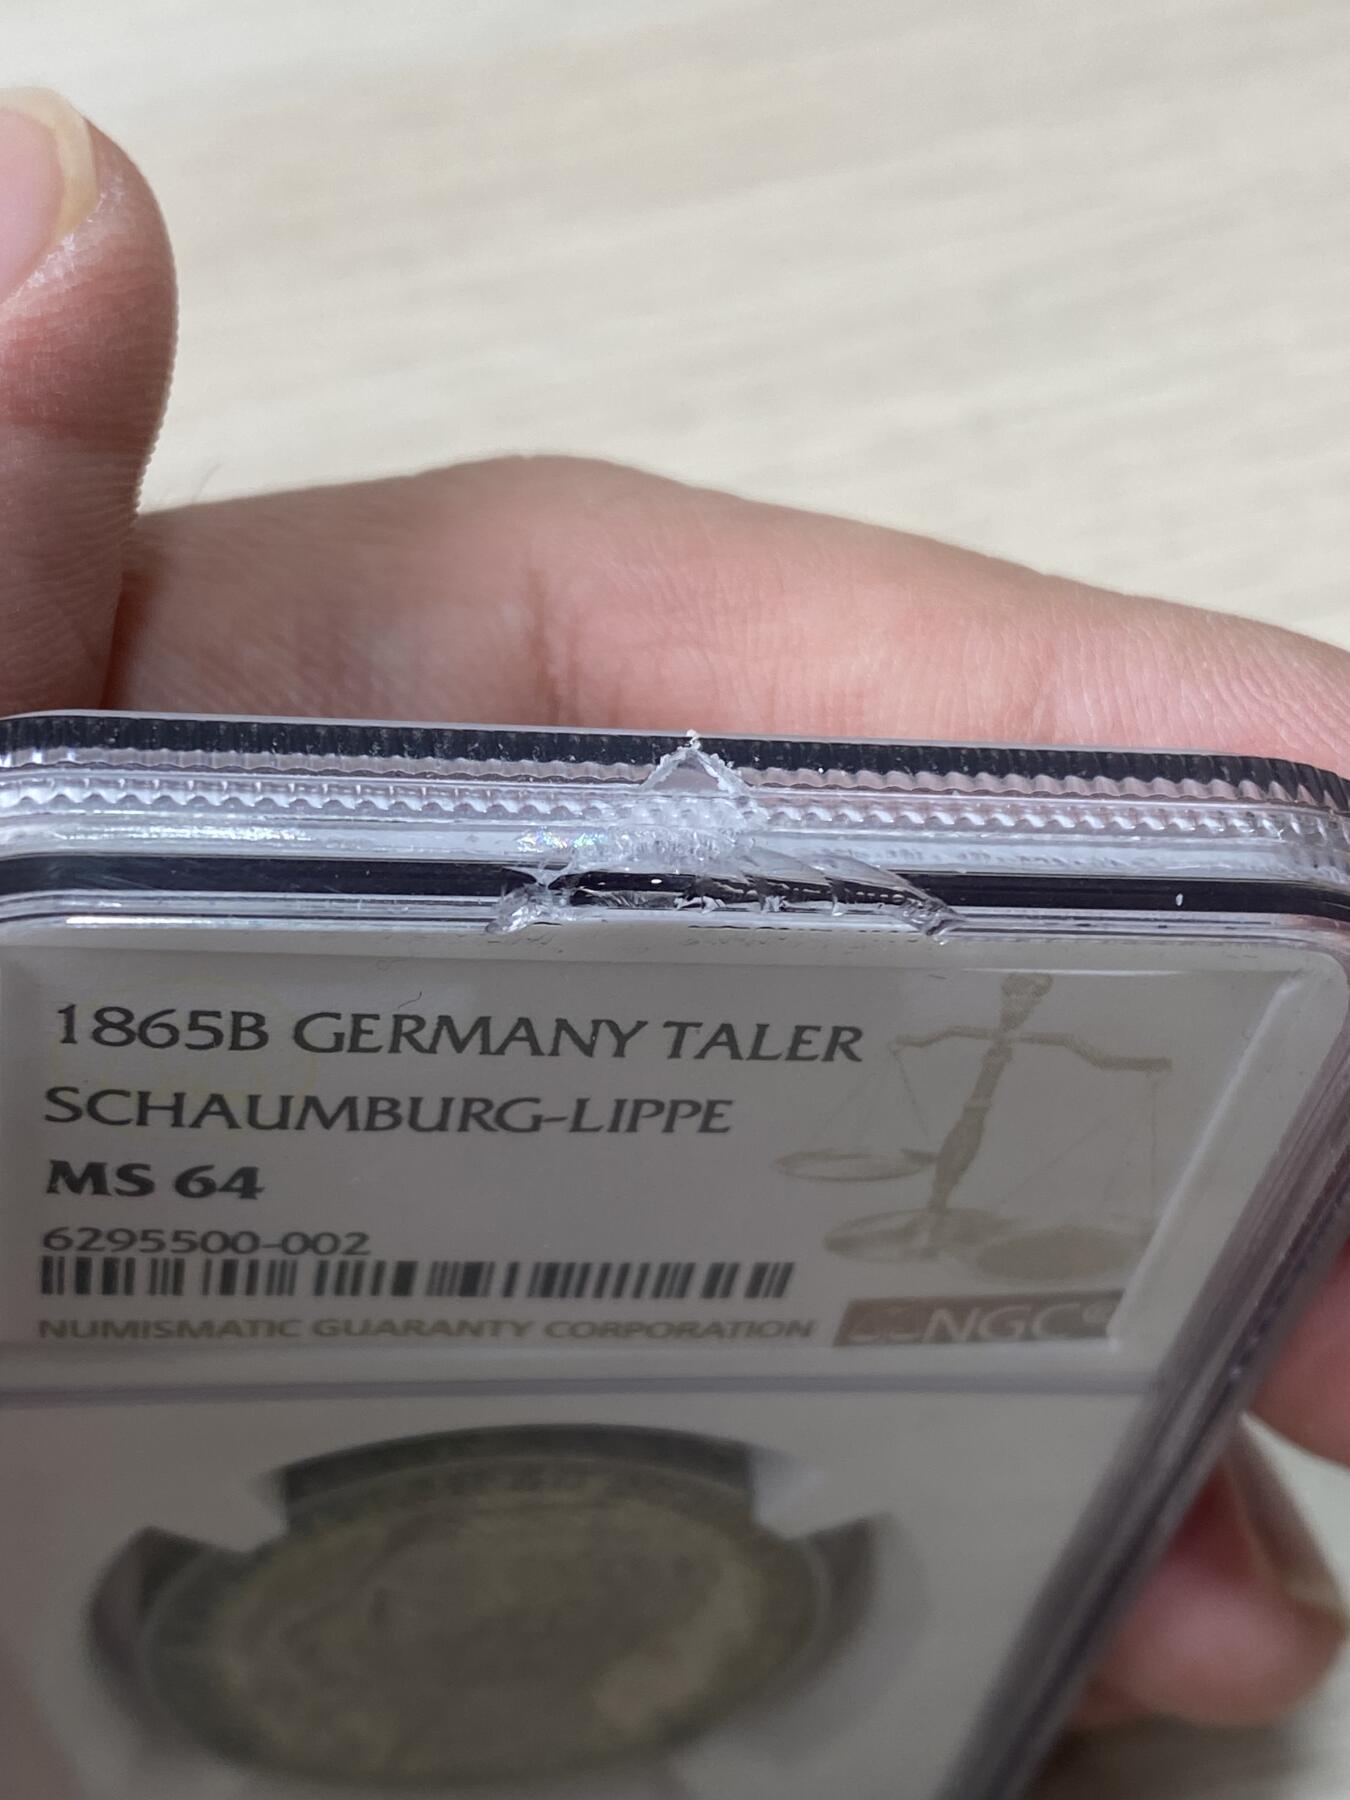 1865B GERMANY TALER
SCHAUMBURG-LIPPE
MS 64
6295500-002
NUMISMATIC GUARANTY CORPORATION
NGC®